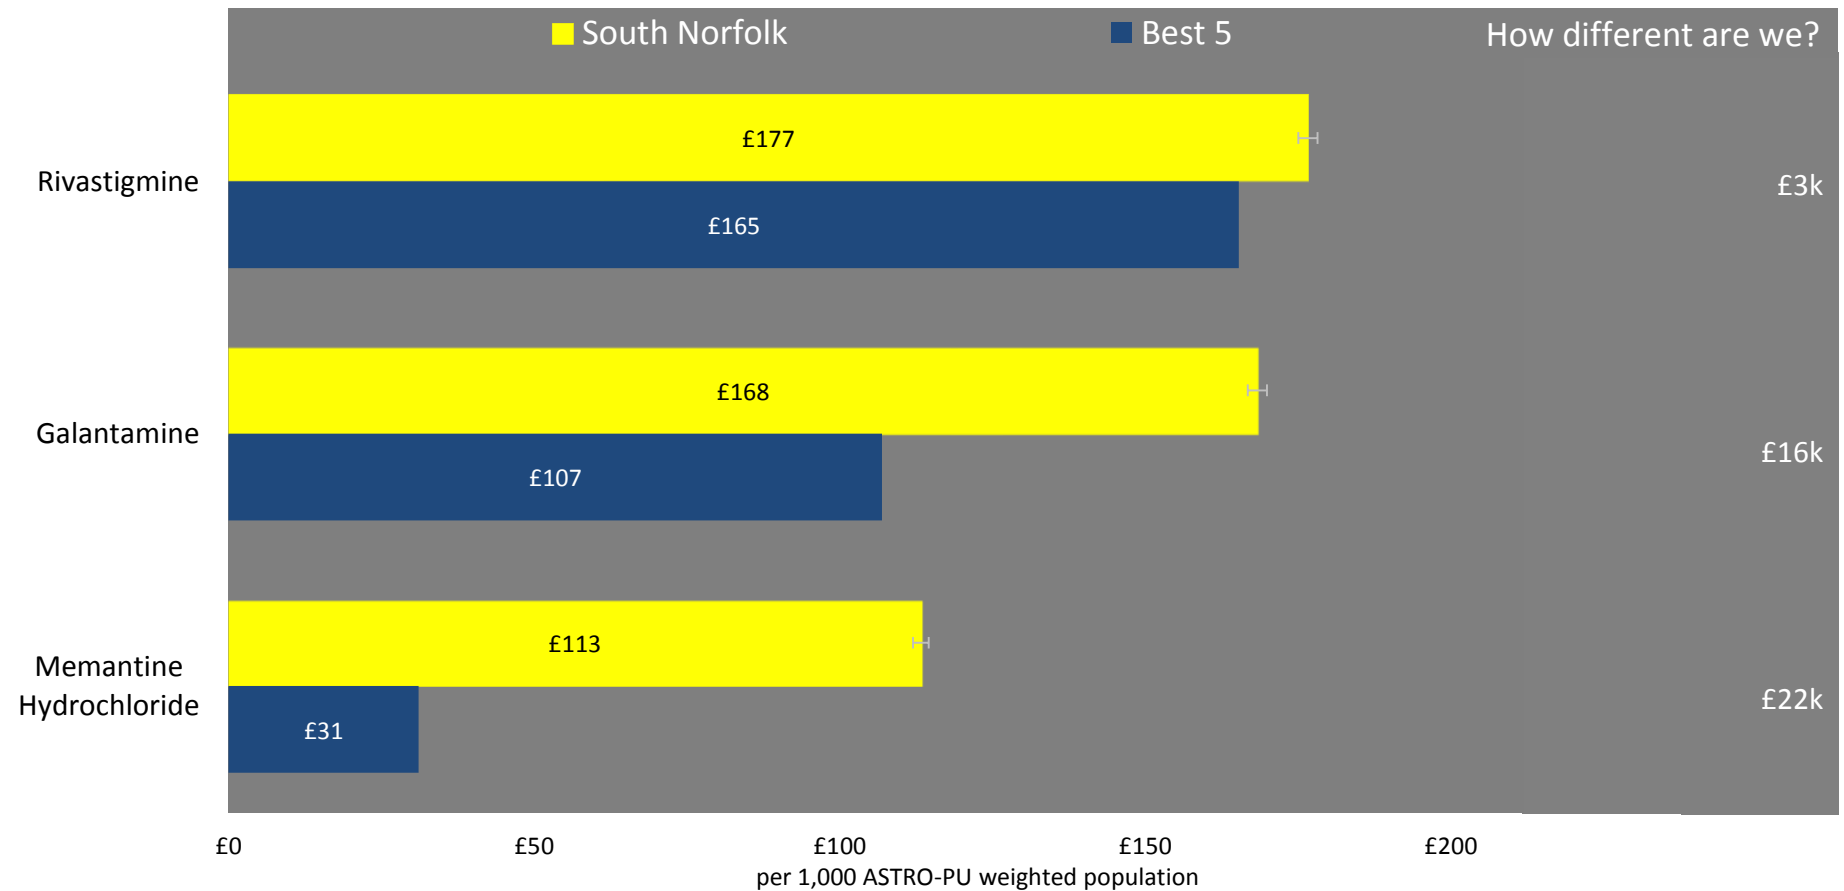 South Norfolk
Best 5
How different are we?
Rivastigmine
£177
£165
£3k
Galantamine
£168
£107
£16k
Memantine
Hydrochloride
£113
£31
£22k
£0 £50 £100 £150 £200
per 1,000 ASTRO-PU weighted population